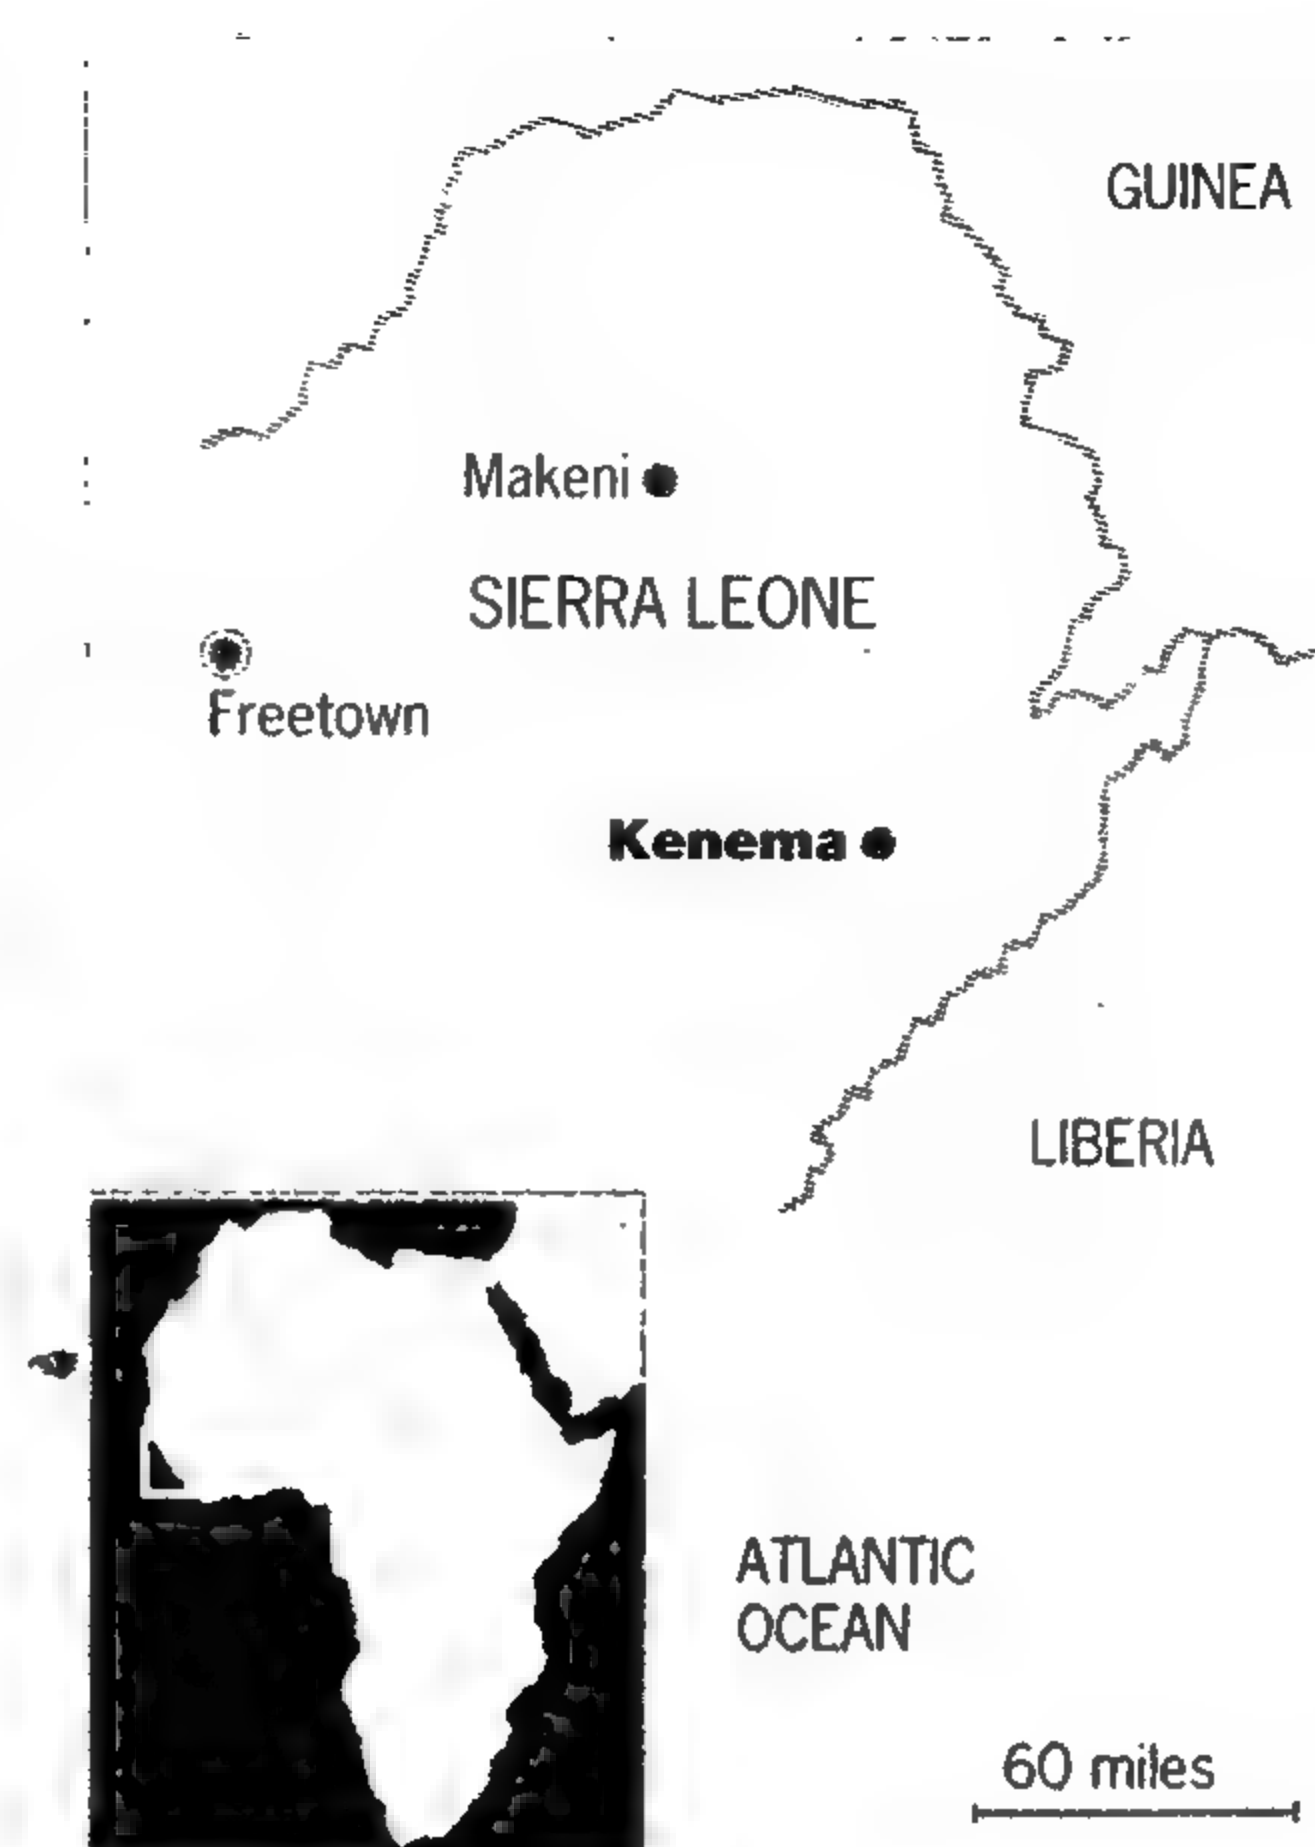 GUINEA
Makeni
SIERRA LEONE
Freetown
Kenema
LIBERIA
ATLANTIC
OCEAN
60 miles